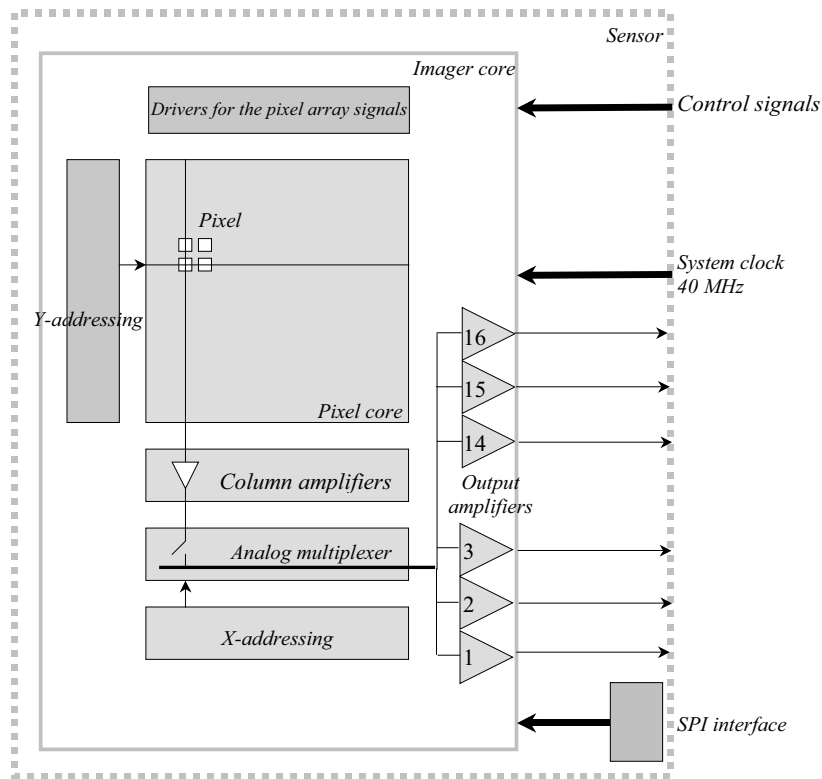 Sensor
Imager core
Drivers for the pixel array signals
Control signals
Pixel
System clock
40 MHz
Y-addressing
16
15
Pixel core
14
Column amplifiers
Output
amplifiers
Analog multiplexer
3
2
X-addressing
1
SPI interface